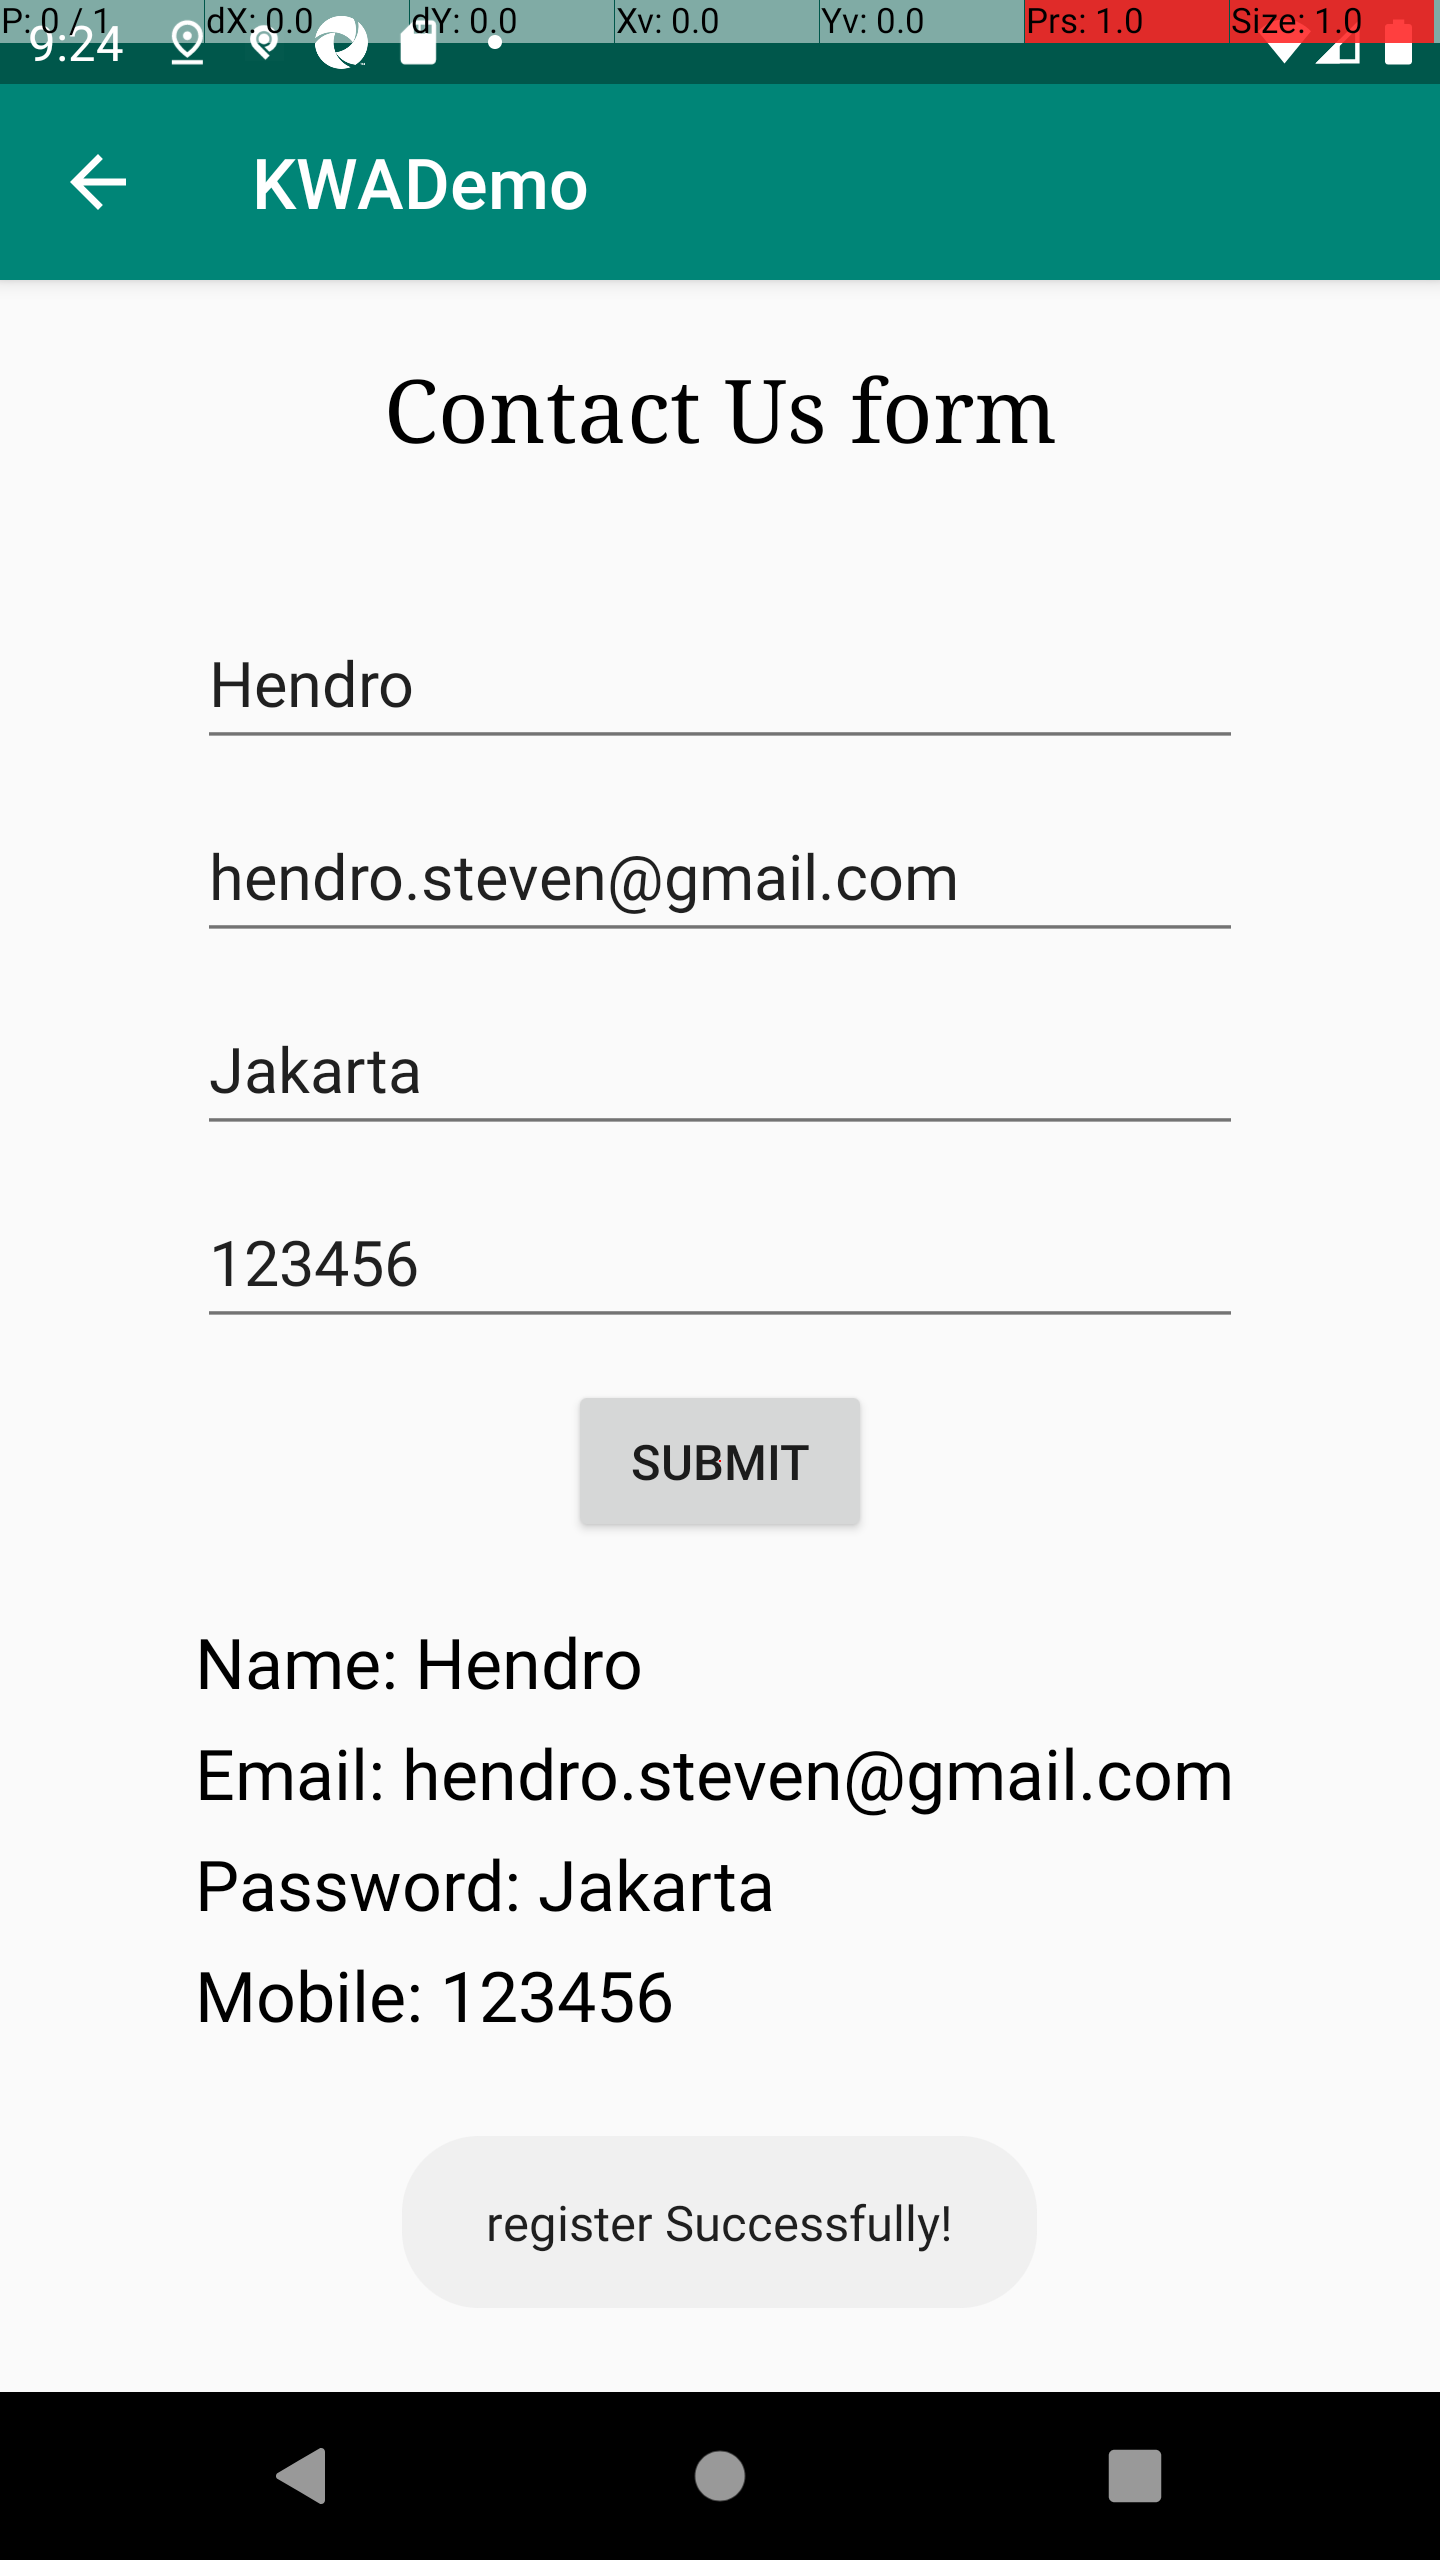 P: 0 / 1 dX: 0.0 dY: 0.0 Xv: 0.0 Yv: 0.0 Prs: 1.0 Size: 1.0
9:24
KWADemo
Contact Us form
Hendro
hendro.steven@gmail.com
Jakarta
123456
SUBMIT
Name: Hendro
Email: hendro.steven@gmail.com
Password: Jakarta
Mobile: 123456
register Successfully!